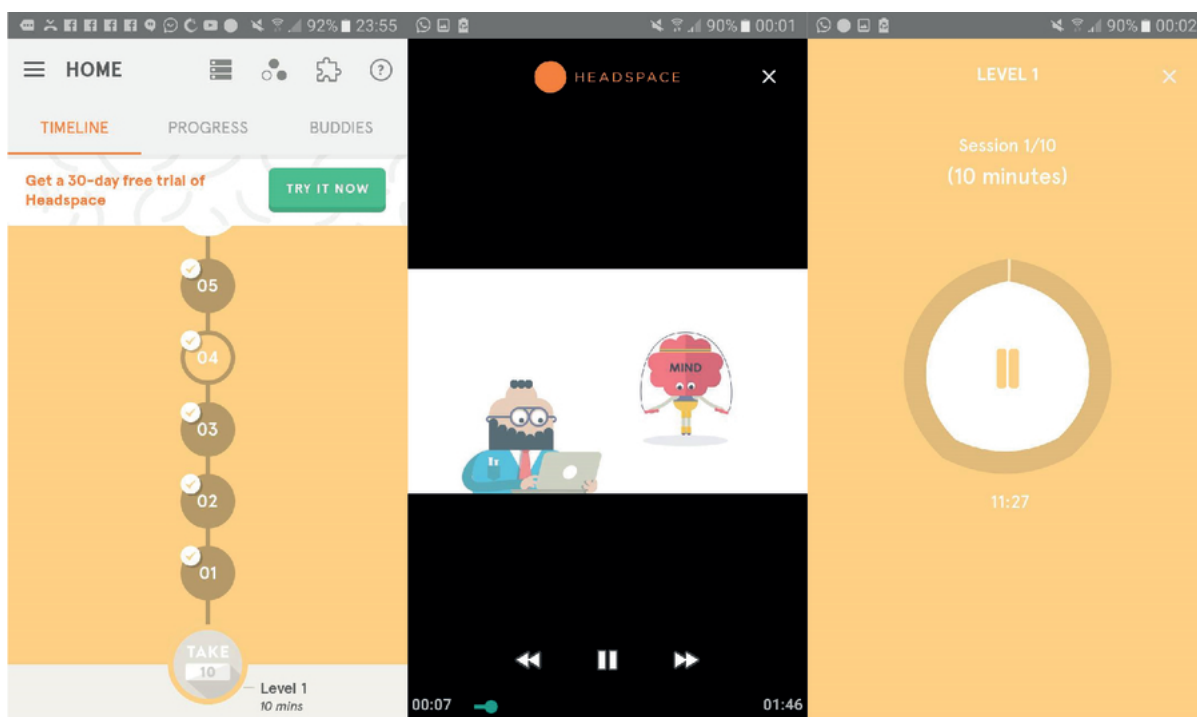 92% 23:55
HOME
?
TIMELINE PROGRESS BUDDIES
Get a 30-day free trial of
Headspace
TRY IT NOW
05
04
03
02
01
TAKE
10
Level 1
10 mins
90% 00:01
HEADSPACE
MIND
00:07 01:46
90% 00:02
LEVEL 1
Session 1/10
(10 minutes)
11:27